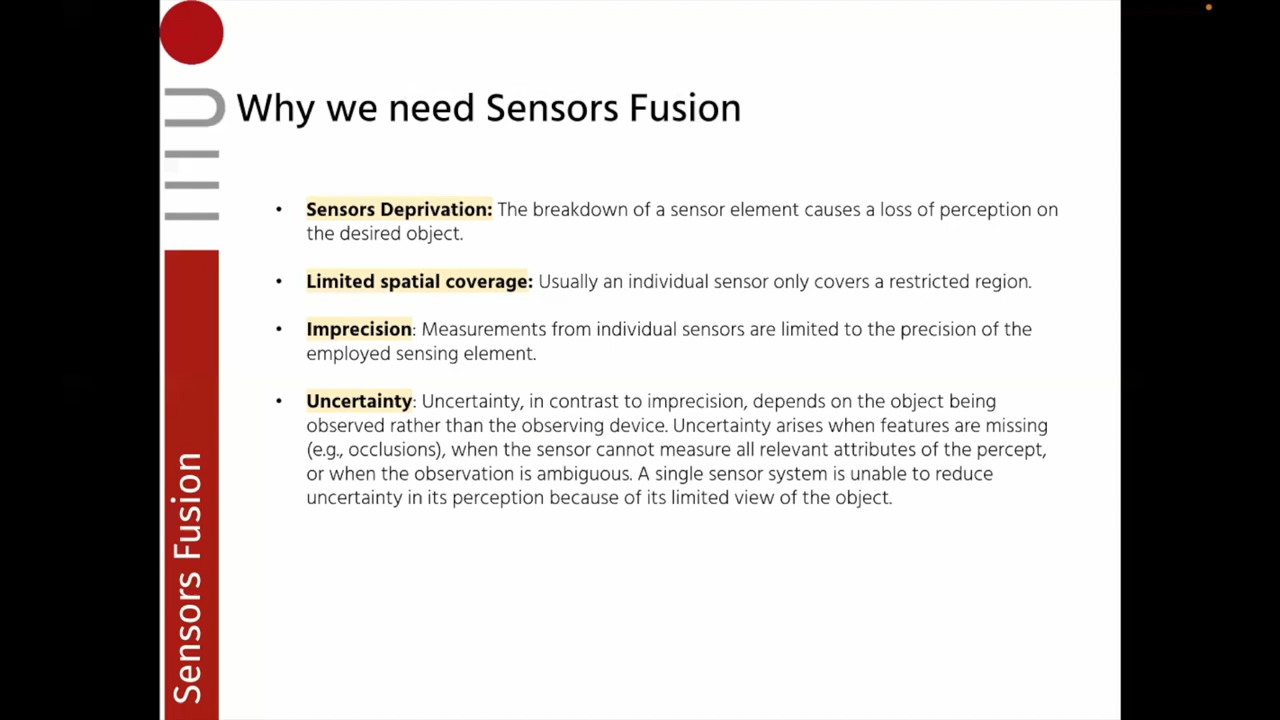 Why we need Sensors Fusion
• Sensors Deprivation: The breakdown of a sensor element causes a loss of perception on
the desired object.
• Limited spatial coverage: Usually an individual sensor only covers a restricted region.
• Imprecision: Measurements from individual sensors are limited to the precision of the
employed sensing element.
• Uncertainty: Uncertainty, in contrast to imprecision, depends on the object being
observed rather than the observing device. Uncertainty arises when features are missing
(e.g., occlusions), when the sensor cannot measure all relevant attributes of the percept,
or when the observation is ambiguous. A single sensor system is unable to reduce
uncertainty in its perception because of its limited view of the object.
Sensors Fusion